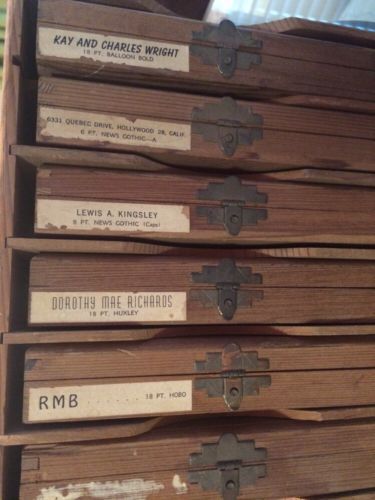 KAY AND CHARLES WRIGHT
18 PT. BALLOON BOLD
6331 QUEBEC DRIVE, HOLLYWOOD 28, CALIF.
6 PT. NEWS GOTHIC—A
LEWIS A. KINGSLEY
8 PT. NEWS GOTHIC (Caps)
DOROTHY MAE RICHARDS
18 PT. HUXLEY
RMB ........... 18 PT. HOBO